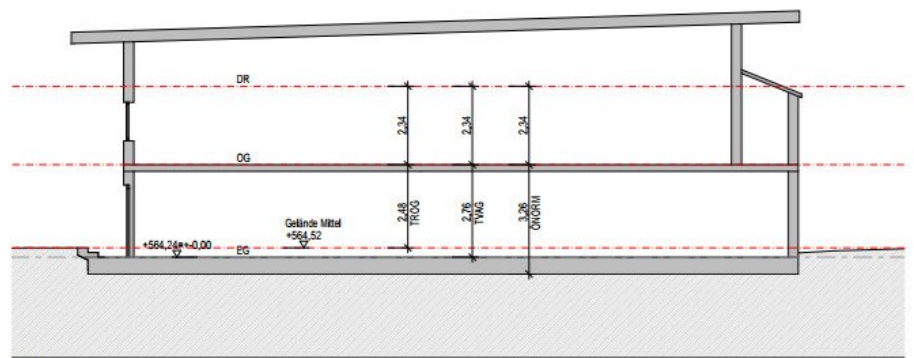 DR
2,34
2,34
2,34
OG
2,48
TROG
2,76
TVAG
3,26
ÖNORM
Gelände Mittel
+564,52
+564,24=+-0,00
EG